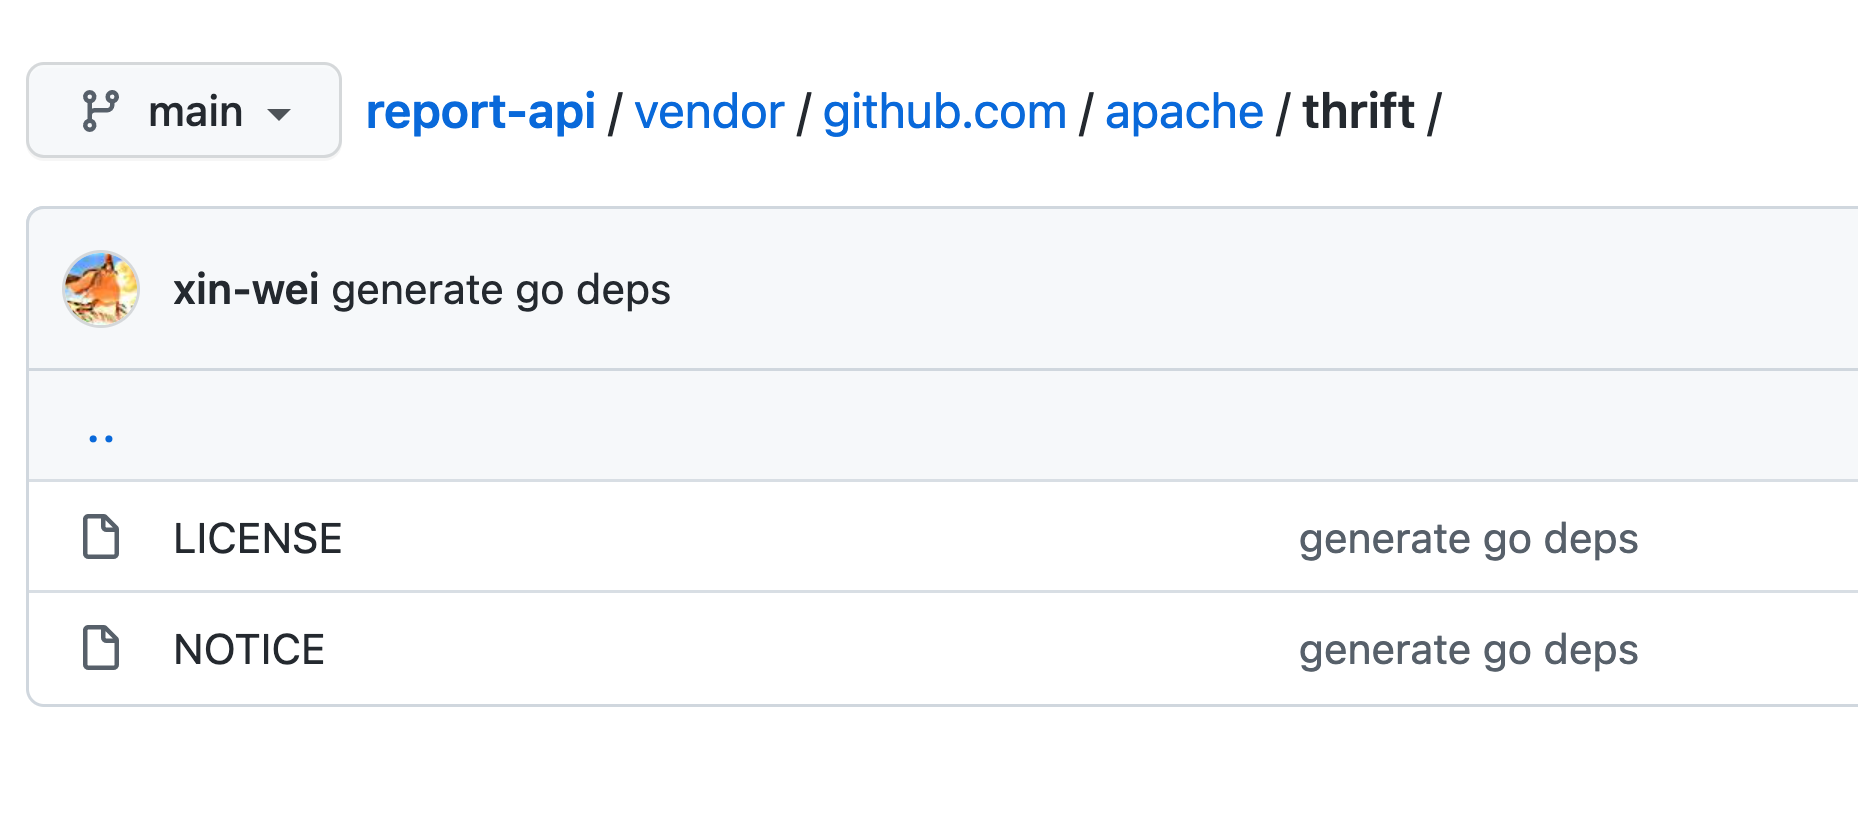 main report-api / vendor / github.com / apache / thrift /
xin-wei generate go deps
..
LICENSE generate go deps
NOTICE generate go deps